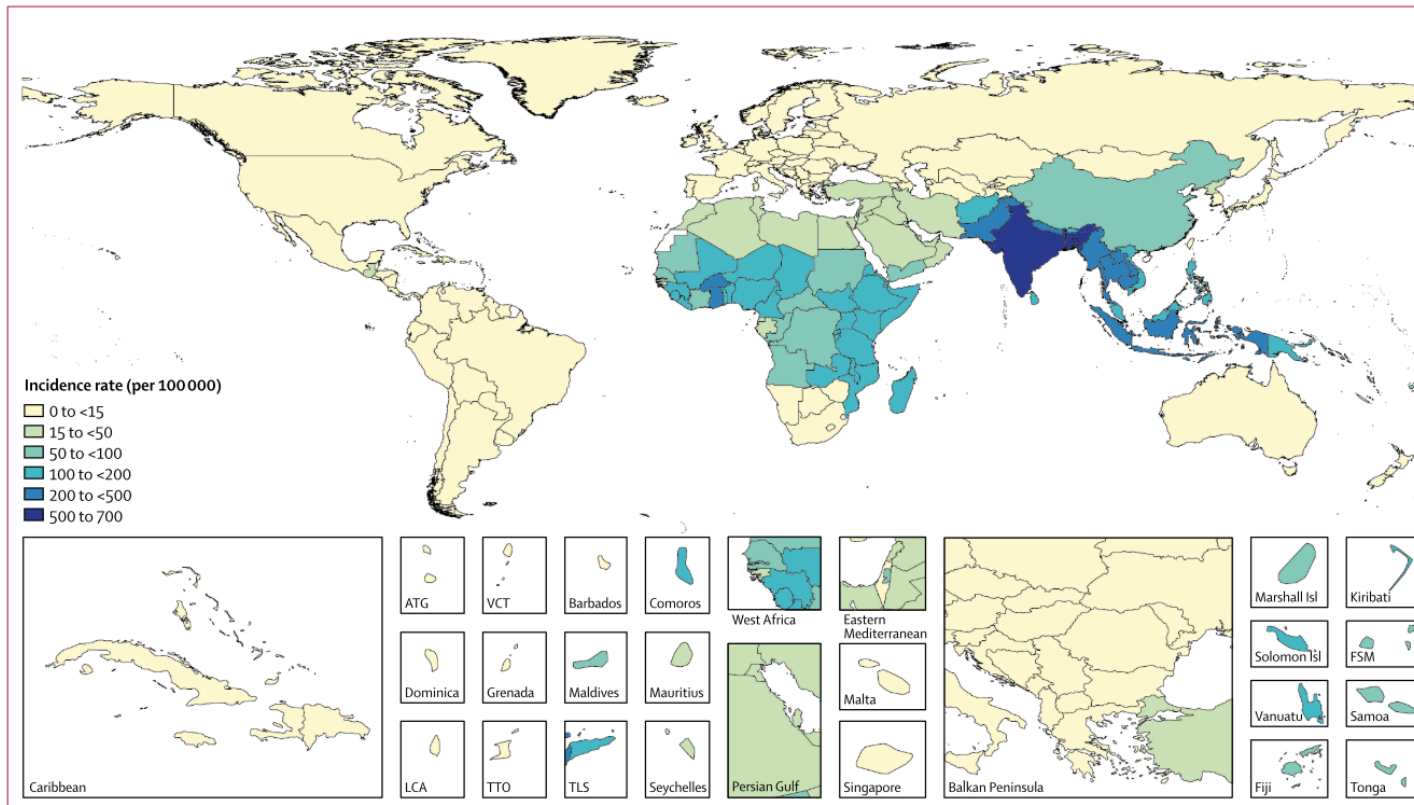 Incidence rate (per 100 000)
0 to <15
15 to <50
50 to <100
100 to <200
200 to <500
500 to 700
Caribbean
ATG
VCT
Barbados
Comoros
West Africa
Eastern
Mediterranean
Marshall Isl
Kiribati
Dominica
Grenada
Maldives
Mauritius
Malta
Solomon Isl
FSM
Vanuatu
Samoa
LCA
TTO
TLS
Seychelles
Persian Gulf
Singapore
Balkan Peninsula
Fiji
Tonga